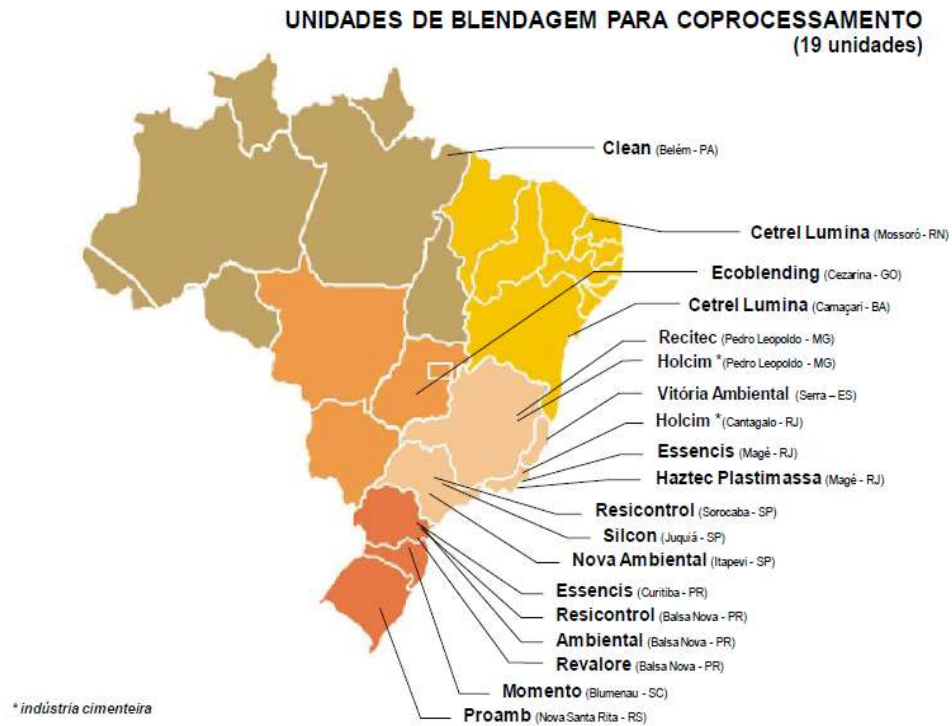 UNIDADES DE BLENDAGEM PARA COPROCESSAMENTO
(19 unidades)
Clean (Belém - PA)
Cetrel Lumina (Mossoró - RN)
Ecoblending (Cezarina - GO)
Cetrel Lumina (Camaçari - BA)
Recitec (Pedro Leopoldo - MG)
Holcim * (Pedro Leopoldo - MG)
Vitória Ambiental (Serra – ES)
Holcim * (Cantagalo - RJ)
Essencis (Magé - RJ)
Haztec Plastimassa (Magé - RJ)
Resicontrol (Sorocaba - SP)
Silcon (Juquiá - SP)
Nova Ambiental (Itapevi - SP)
Essencis (Curitiba - PR)
Resicontrol (Balsa Nova - PR)
Ambiental (Balsa Nova - PR)
Revalore (Balsa Nova - PR)
Momento (Blumenau - SC)
Proamb (Nova Santa Rita - RS)
* indústria cimenteira